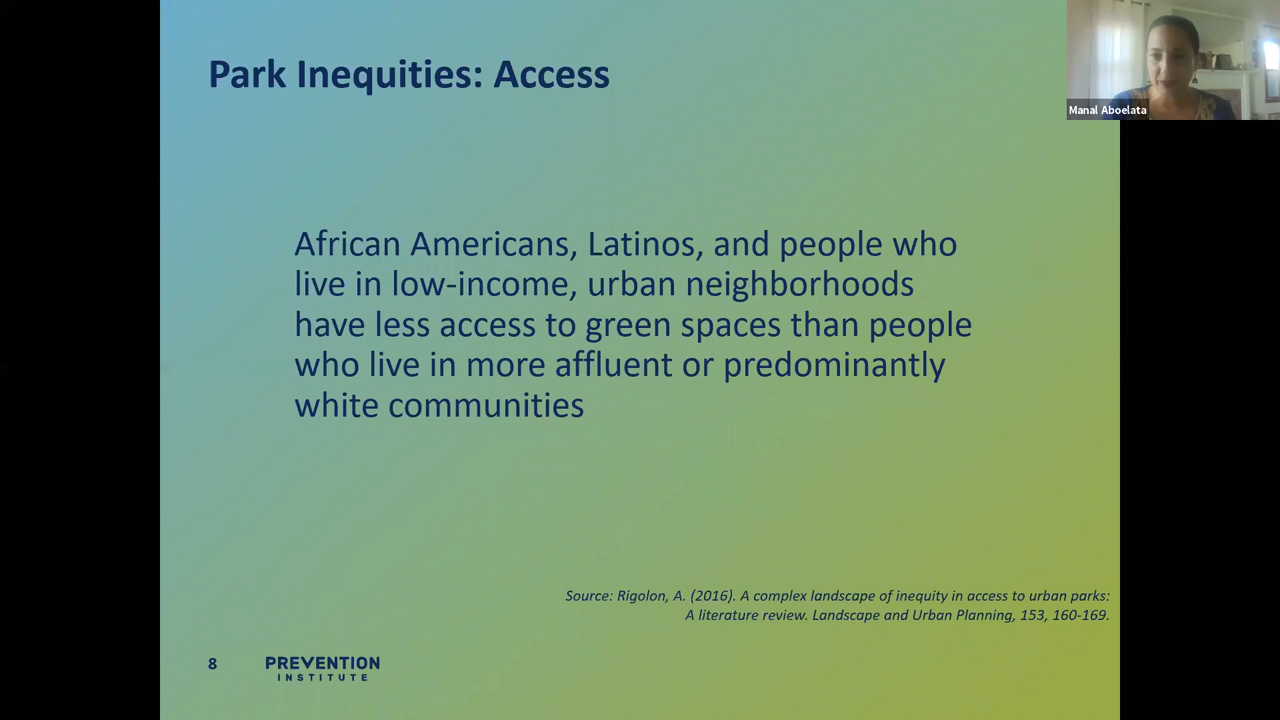 Park Inequities: Access
Manal Aboelata
African Americans, Latinos, and people who
live in low-income, urban neighborhoods
have less access to green spaces than people
who live in more affluent or predominantly
white communities
Source: Rigolon, A. (2016). A complex landscape of inequity in access to urban parks:
A literature review. Landscape and Urban Planning, 153, 160-169.
8
PREVENTION
INSTITUTE